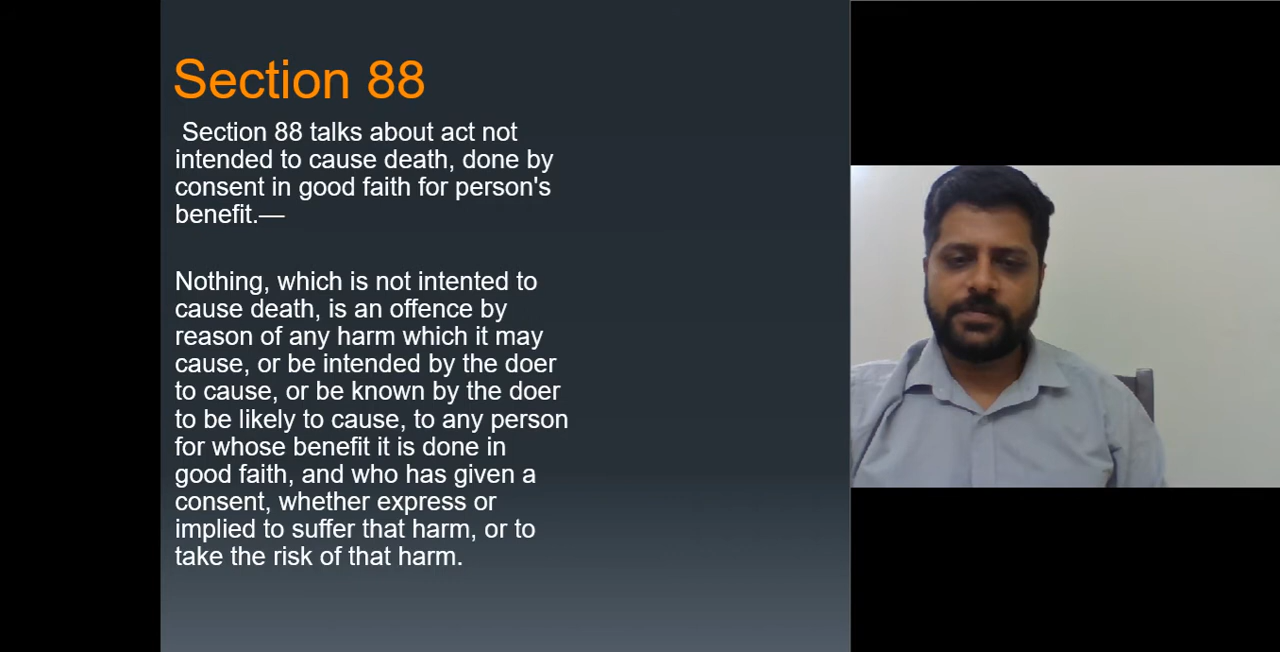 Section 88
Section 88 talks about act not
intended to cause death, done by
consent in good faith for person's
benefit.—
Nothing, which is not intented to
cause death, is an offence by
reason of any harm which it may
cause, or be intended by the doer
to cause, or be known by the doer
to be likely to cause, to any person
for whose benefit it is done in
good faith, and who has given a
consent, whether express or
implied to suffer that harm, or to
take the risk of that harm.